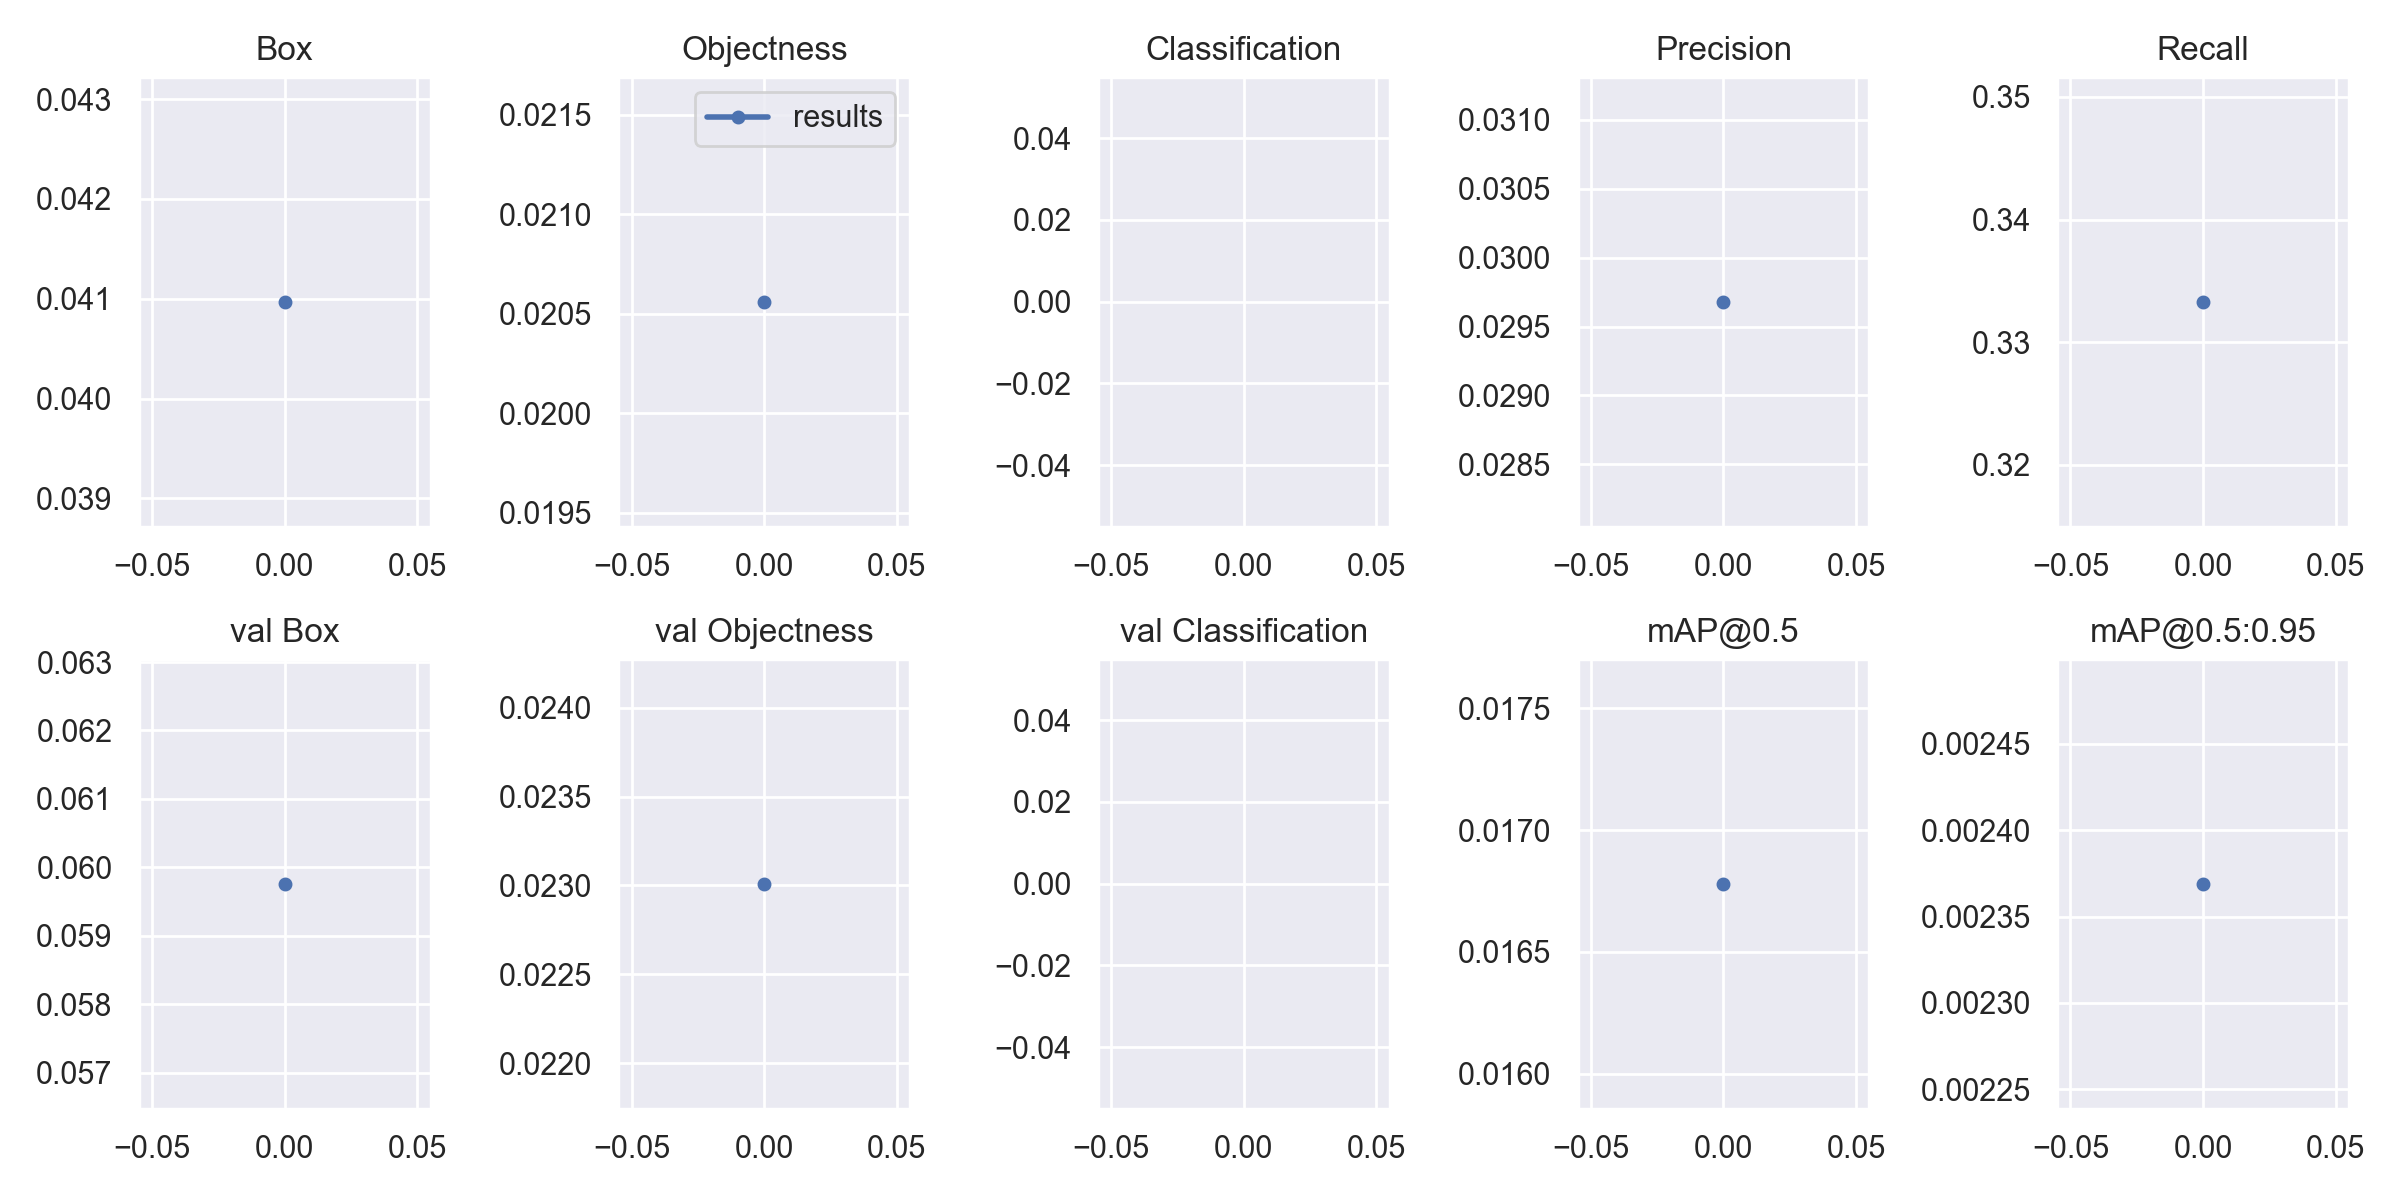 Box
0.043
0.042
0.041
0.040
0.039
−0.05 0.00 0.05
Objectness
results
0.0215
0.0210
0.0205
0.0200
0.0195
−0.05 0.00 0.05
Classification
0.04
0.02
0.00
−0.02
−0.04
−0.05 0.00 0.05
Precision
0.0310
0.0305
0.0300
0.0295
0.0290
0.0285
−0.05 0.00 0.05
Recall
0.35
0.34
0.33
0.32
−0.05 0.00 0.05
val Box
0.063
0.062
0.061
0.060
0.059
0.058
0.057
−0.05 0.00 0.05
val Objectness
0.0240
0.0235
0.0230
0.0225
0.0220
−0.05 0.00 0.05
val Classification
0.04
0.02
0.00
−0.02
−0.04
−0.05 0.00 0.05
mAP@0.5
0.0175
0.0170
0.0165
0.0160
−0.05 0.00 0.05
mAP@0.5:0.95
0.00245
0.00240
0.00235
0.00230
0.00225
−0.05 0.00 0.05